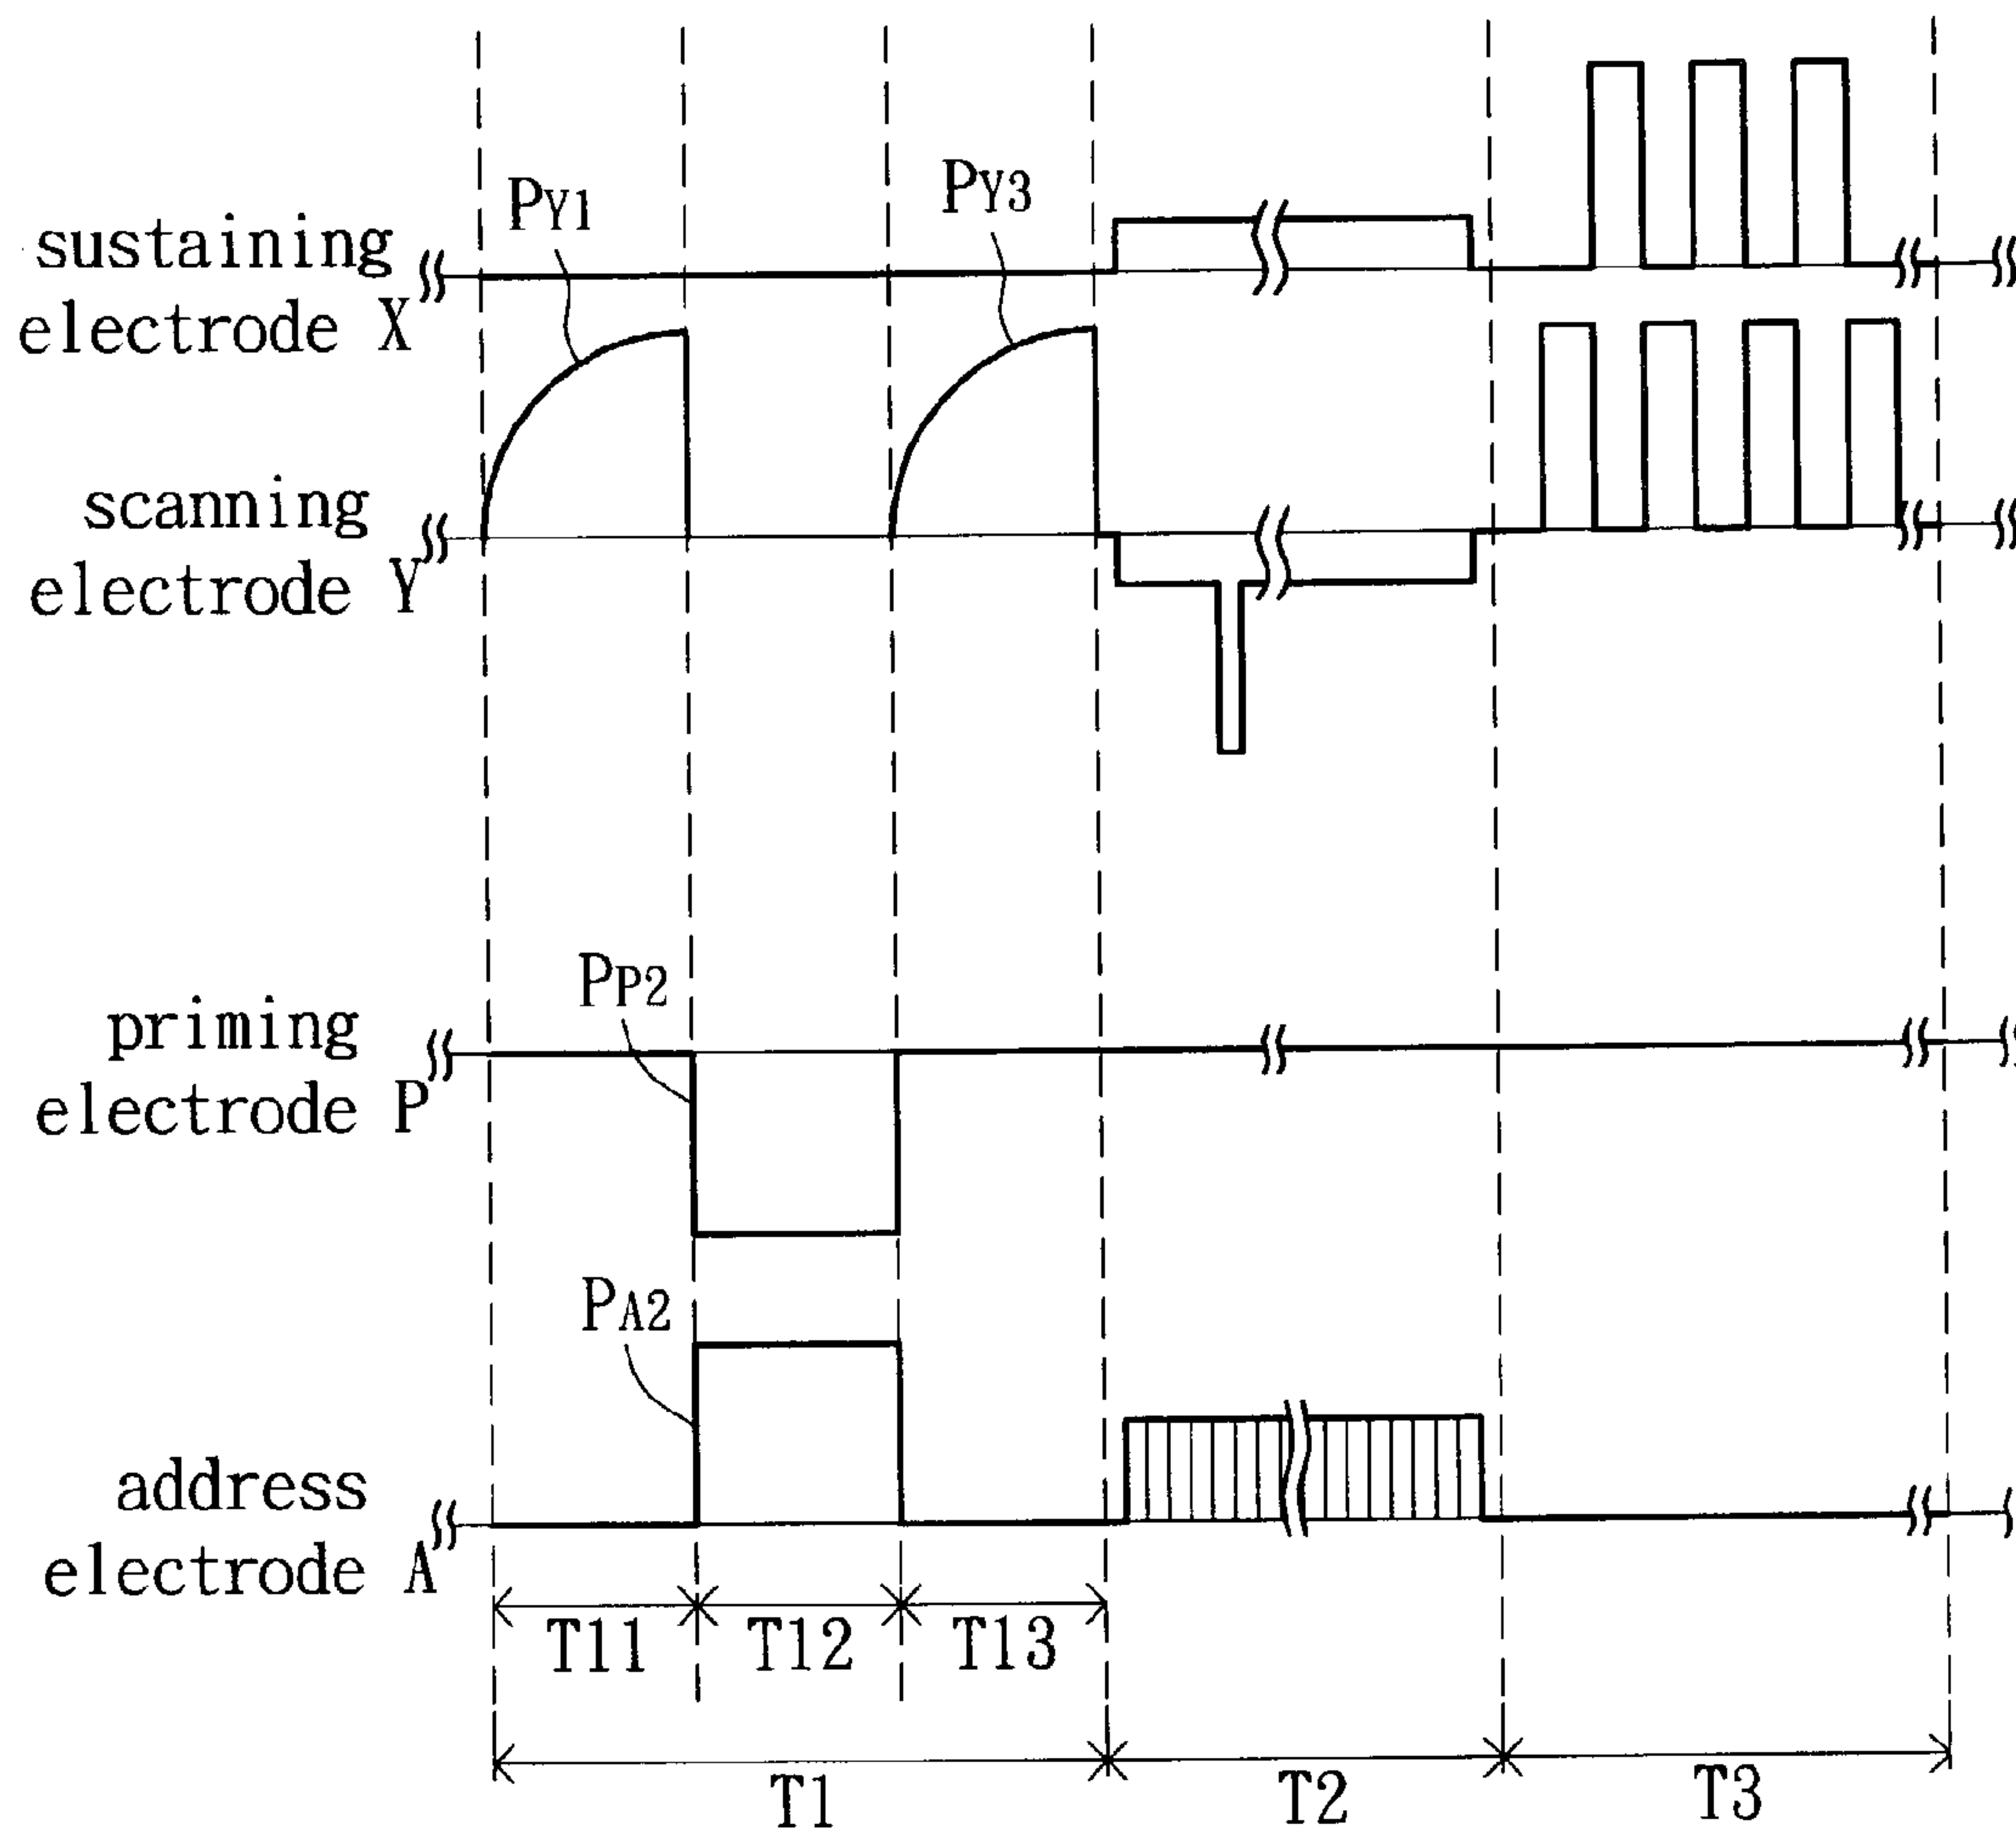 PY1
PY3
sustaining
electrode X
scanning
electrode Y
PP2
priming
electrode P
PA2
address
electrode A
T11 T12 T13
T1 T2 T3